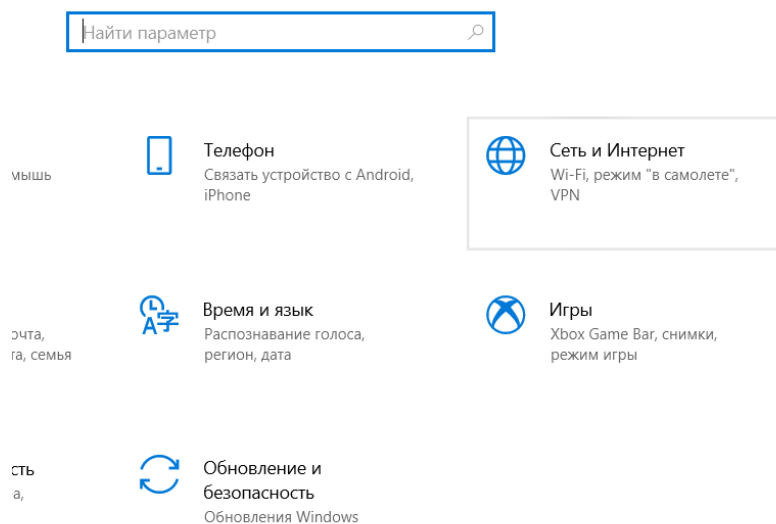 Найти параметр
мышь
Телефон
Связать устройство с Android,
iPhone
Сеть и Интернет
Wi-Fi, режим "в самолете",
VPN
та, семья
Время и язык
Распознавание голоса,
регион, дата
Игры
Xbox Game Bar, снимки,
режим игры
Обновление и
безопасность
Обновления Windows